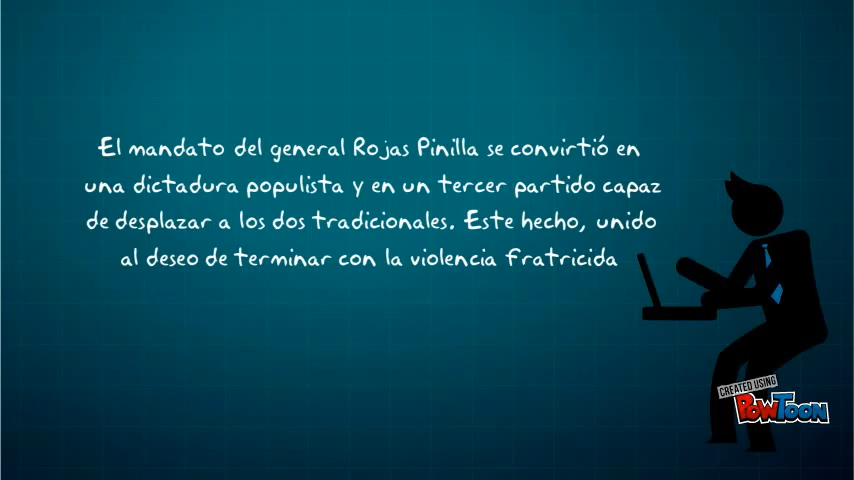 El mandato del general Rojas Pinilla se convirtió en
una dictadura populista y en un tercer partido capaz
de desplazar a los dos tradicionales. Este hecho, unido
al deseo de terminar con la violencia fratricida
CREATED USING
POWTOON